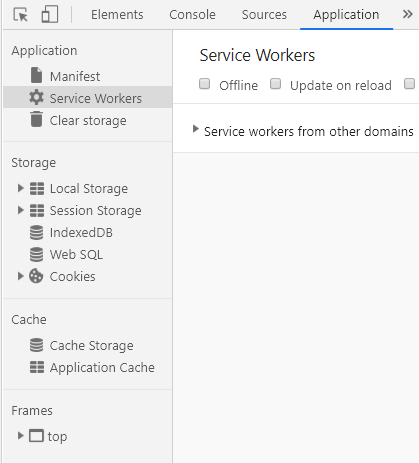 Elements Console Sources Application »
Application
Manifest
Service Workers
Clear storage
Storage
Local Storage
Session Storage
IndexedDB
Web SQL
Cookies
Cache
Cache Storage
Application Cache
Frames
top
Service Workers
Offline Update on reload
Service workers from other domains